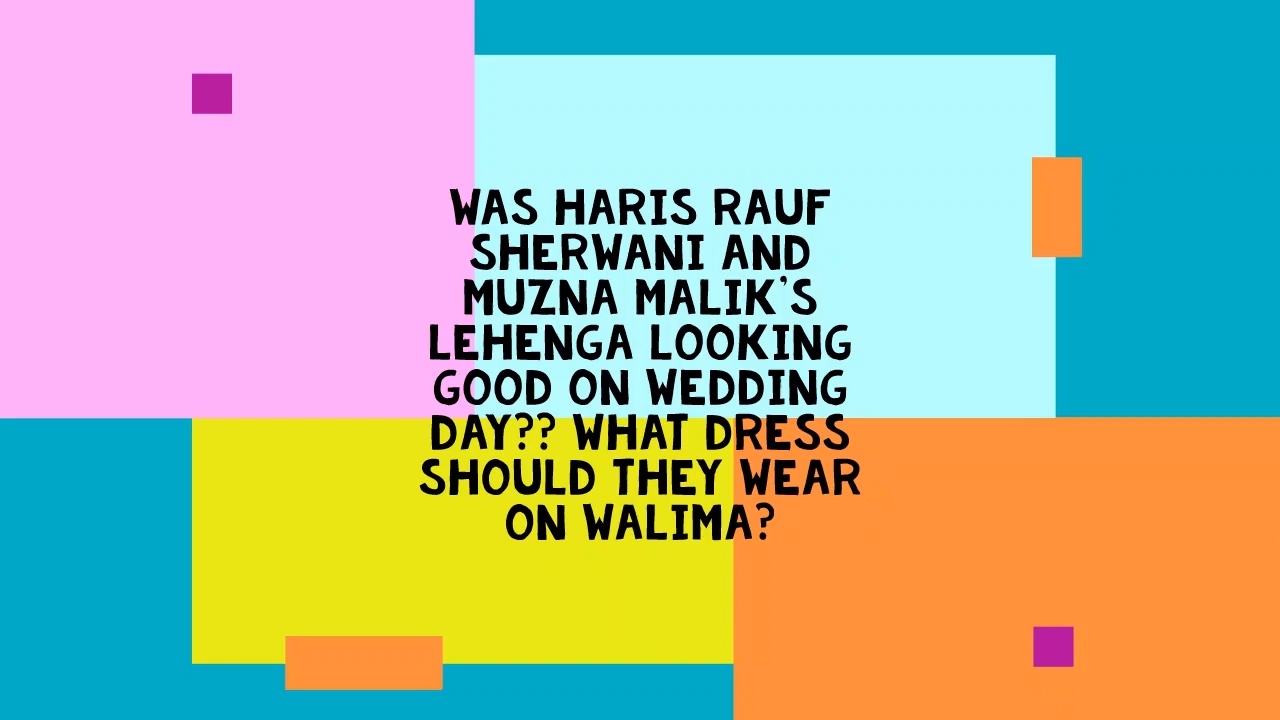 WAS HARIS RAUF
SHERWANI AND
MUZNA MALIK'S
LEHENGA LOOKING
GOOD ON WEDDING
DAY?? WHAT DRESS
SHOULD THEY WEAR
ON WALIMA?